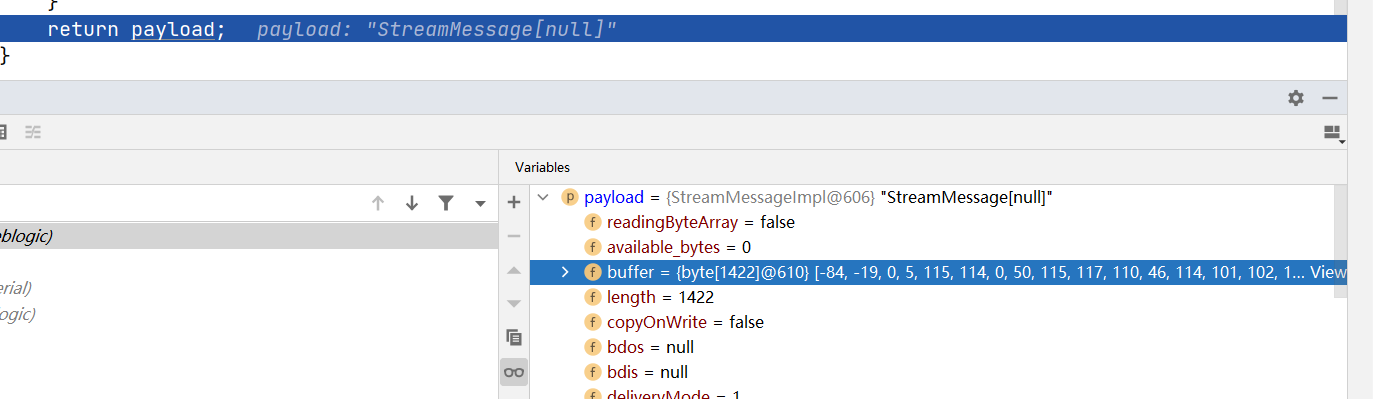 }
return payload;   payload: "StreamMessage[null]"
}
Variables
payload = {StreamMessageImpl@606} "StreamMessage[null]"
eblogic)
readingByteArray = false
available_bytes = 0
buffer = {byte[1422]@610} [-84, -19, 0, 5, 115, 114, 0, 50, 115, 117, 110, 46, 114, 101, 102, 1... View
erial)
length = 1422
logic)
copyOnWrite = false
bdos = null
bdis = null
deliveryMode = 1